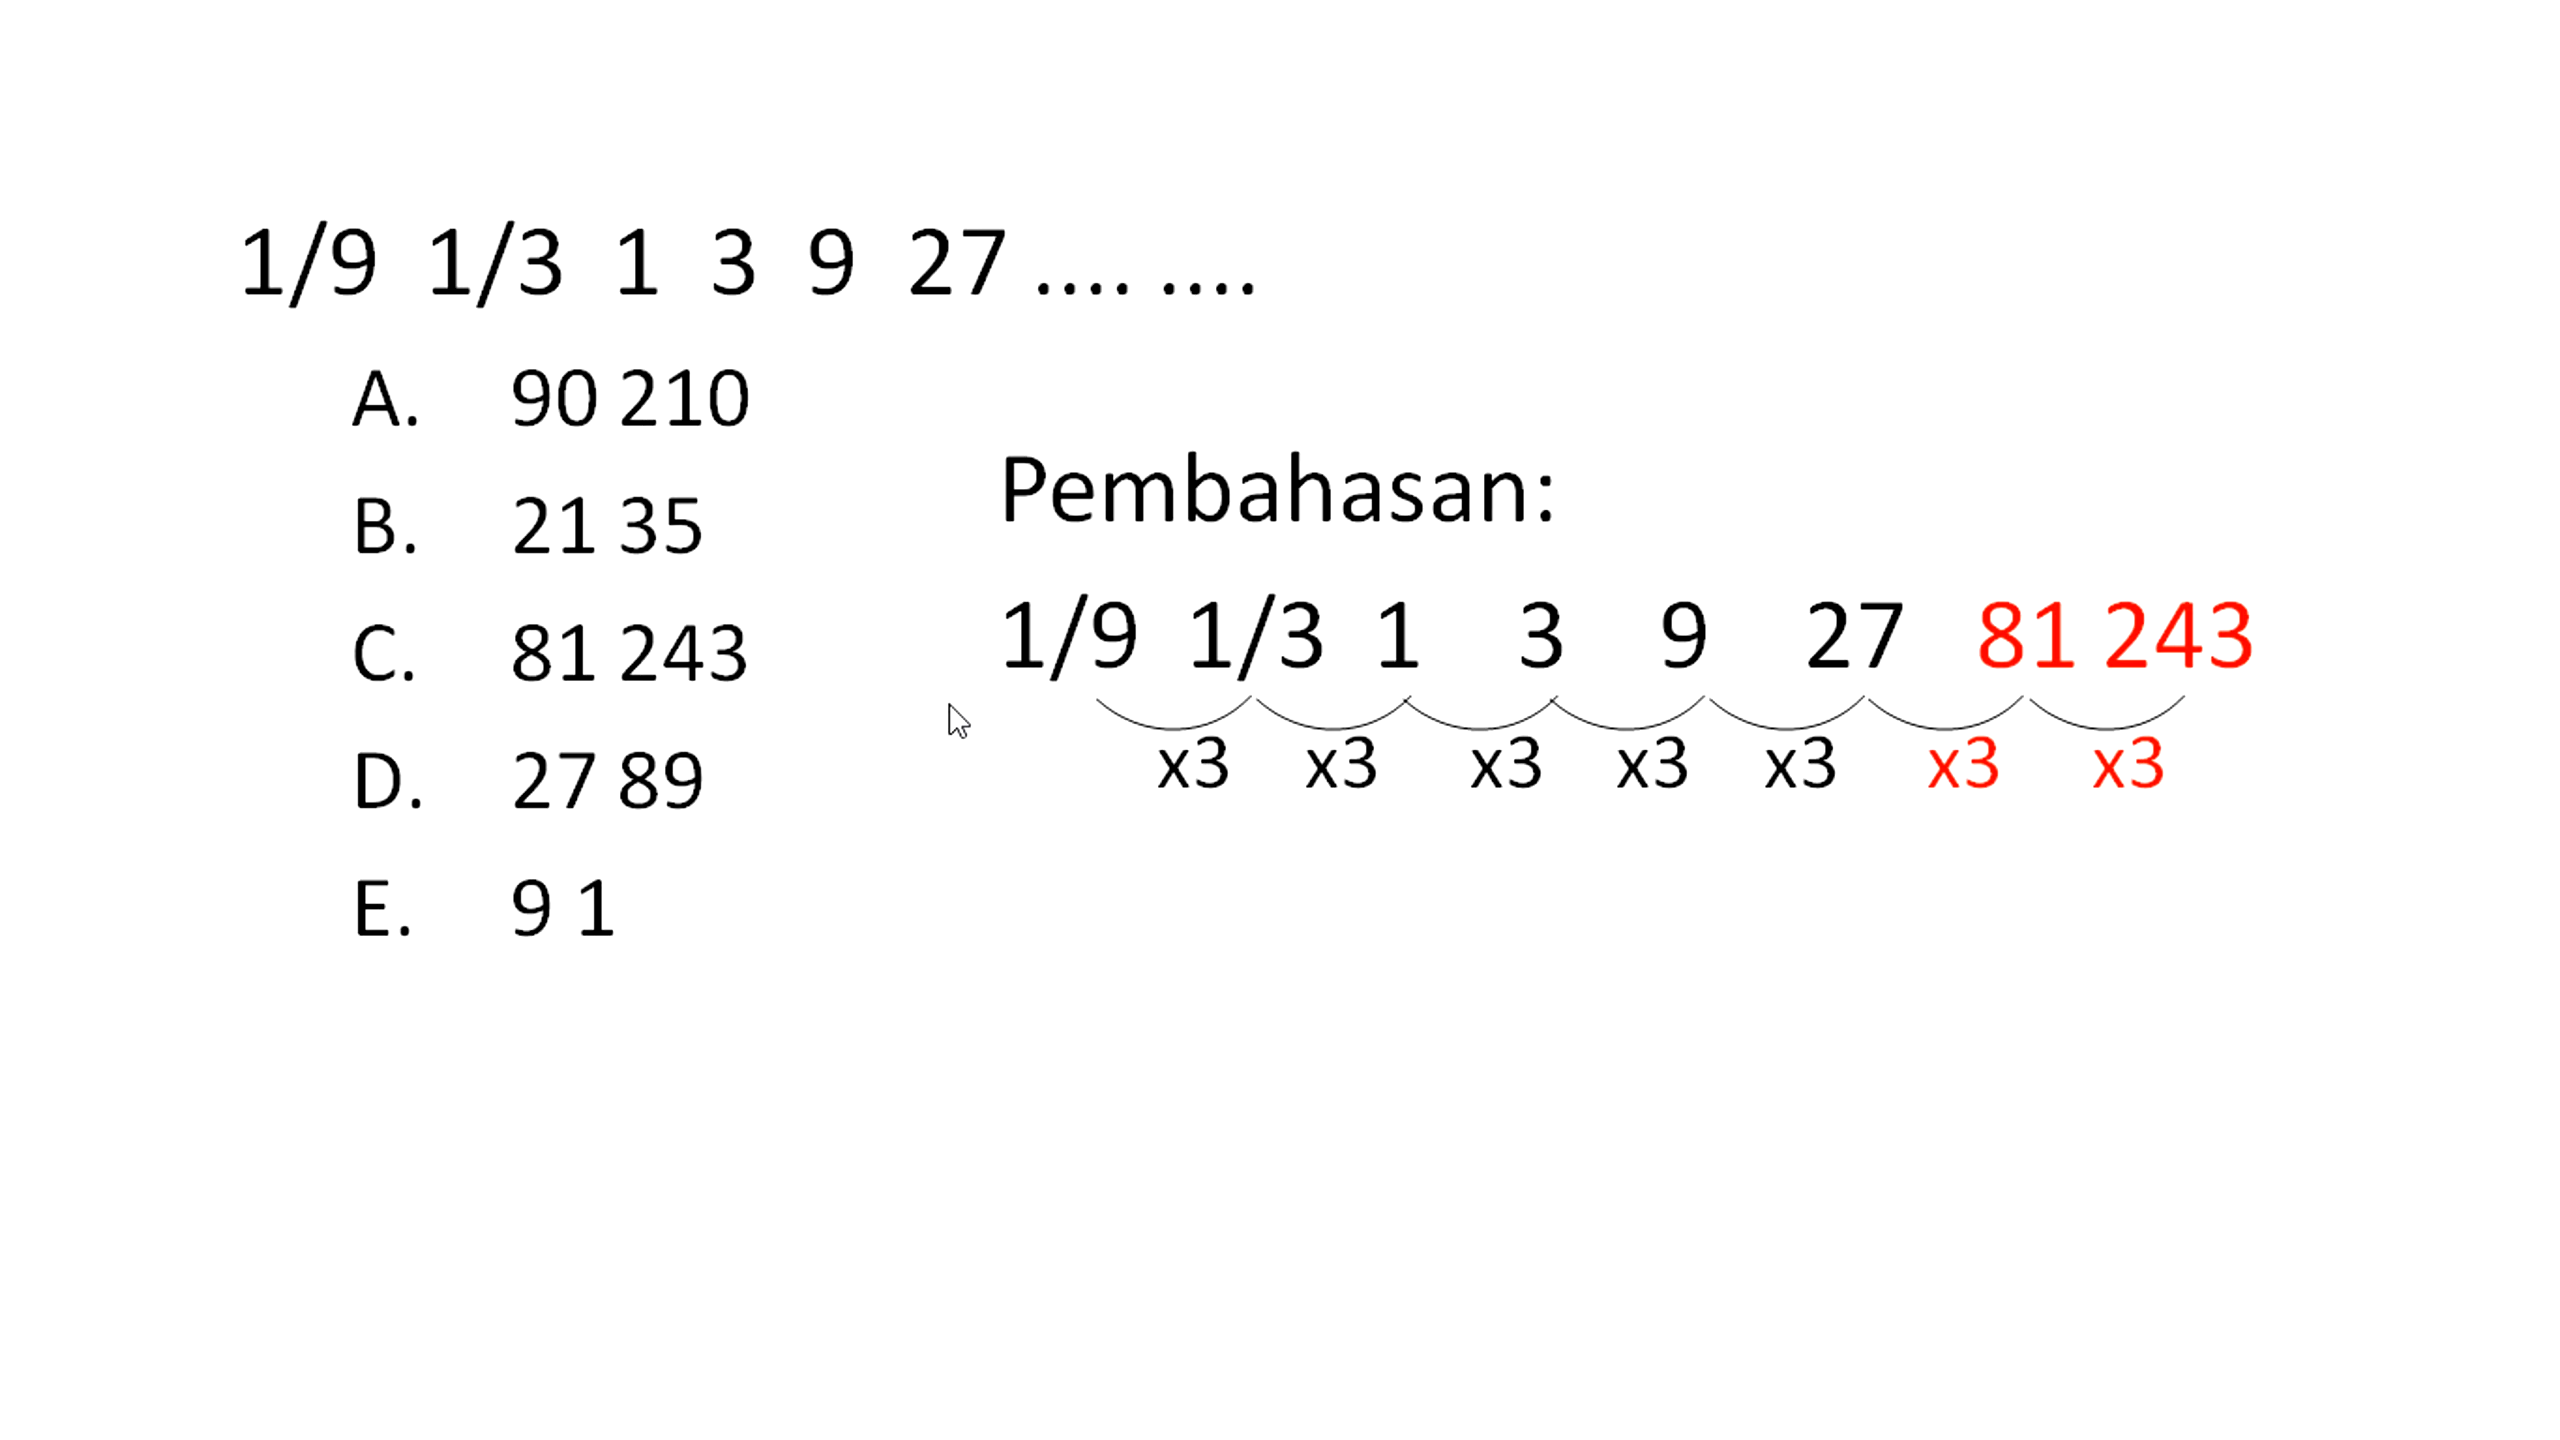 1/9 1/3 1 3 9 27 .... ....
A. 90 210
B. 21 35
C. 81 243
D. 27 89
E. 9 1
Pembahasan:
1/9 1/3 1 3 9 27 81 243
x3 x3 x3 x3 x3 x3 x3